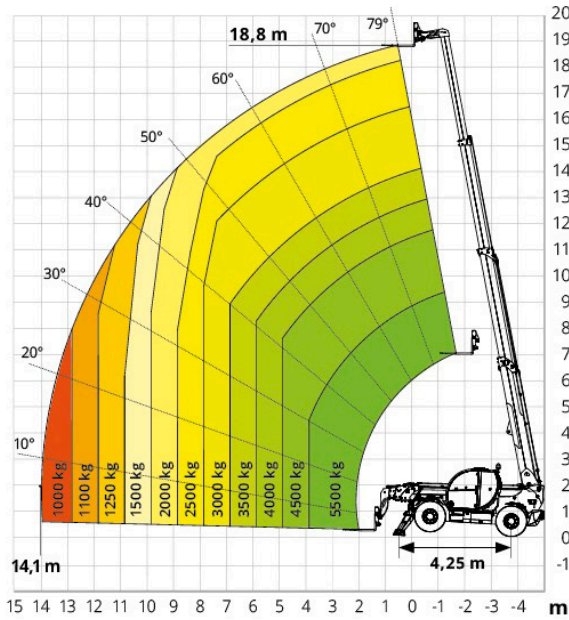 18,8 m
79°
70°
60°
50°
40°
30°
20°
10°
20
19
18
17
16
15
14
13
12
11
10
9
8
7
6
5
4
3
2
1
0
-1
1000 kg
1100 kg
1250 kg
1500 kg
2000 kg
2500 kg
3000 kg
3500 kg
4000 kg
4500 kg
5500 kg
14,1 m
4,25 m
15 14 13 12 11 10 9 8 7 6 5 4 3 2 1 0 -1 -2 -3 -4 m